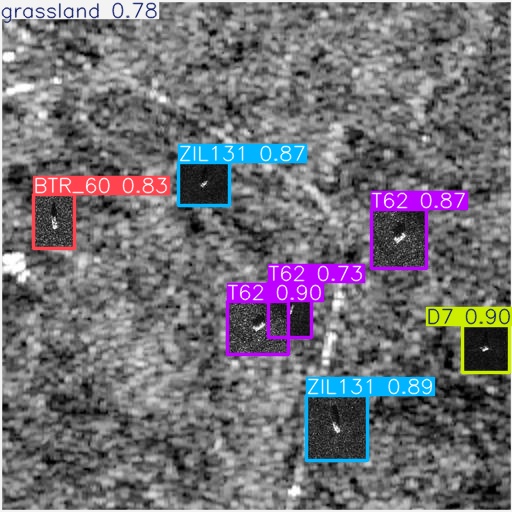 grassland 0.78
ZIL131 0.87
BTR_60 0.83
T62 0.87
T62 0.73
T62 0.90
D7 0.90
ZIL131 0.89